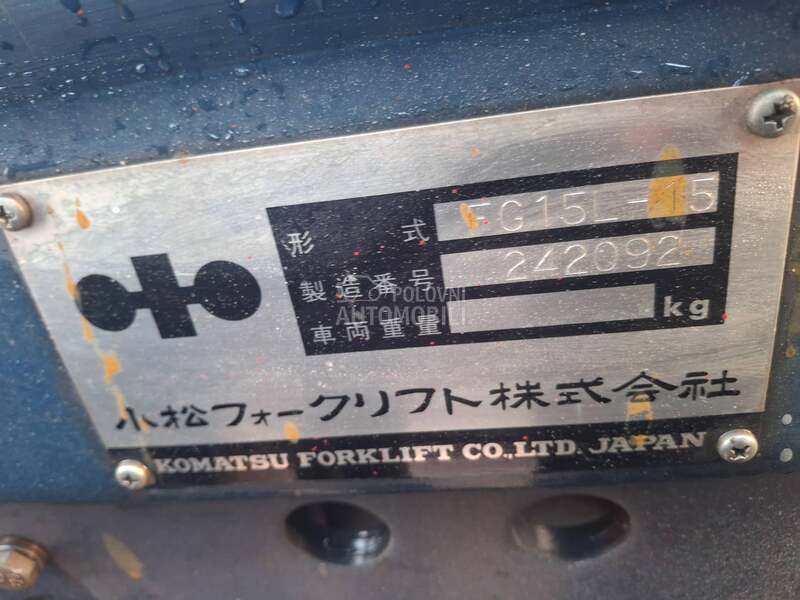 形 式 FG15L-15
製造番号 242092
車両重量 kg
POLOVNI
AUTOMOBILI
小松フォークリフト株式会社
KOMATSU FORKLIFT CO.,LTD. JAPAN